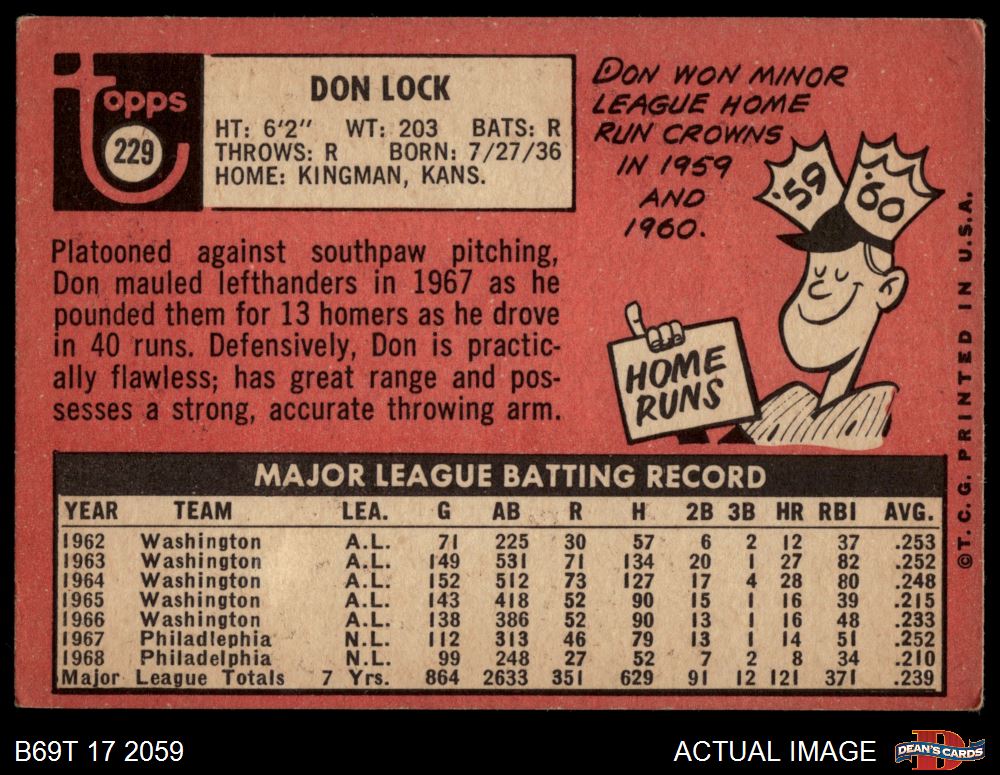 Topps
229
DON LOCK
HT: 6'2" WT: 203 BATS: R
THROWS: R BORN: 7/27/36
HOME: KINGMAN, KANS.
DON WON MINOR
LEAGUE HOME
RUN CROWNS
IN 1959
AND
1960.
'59
'60
HOME
RUNS
Platooned against southpaw pitching,
Don mauled lefthanders in 1967 as he
pounded them for 13 homers as he drove
in 40 runs. Defensively, Don is practic-
ally flawless; has great range and pos-
sesses a strong, accurate throwing arm.
MAJOR LEAGUE BATTING RECORD
YEAR TEAM LEA. G AB R H 2B 3B HR RBI AVG.
1962 Washington A.L. 71 225 30 57 6 2 12 37 .253
1963 Washington A.L. 149 531 71 134 20 1 27 82 .252
1964 Washington A.L. 152 512 73 127 17 4 28 80 .248
1965 Washington A.L. 143 418 52 90 15 1 16 39 .215
1966 Washington A.L. 138 386 52 90 13 1 16 48 .233
1967 Philadlephia N.L. 112 313 46 79 13 1 14 51 .252
1968 Philadelphia N.L. 99 248 27 52 7 2 8 34 .210
Major League Totals 7 Yrs. 864 2633 351 629 91 12 121 371 .239
©T.C.G. PRINTED IN U.S.A.
B69T 17 2059
ACTUAL IMAGE
DEAN'S CARDS